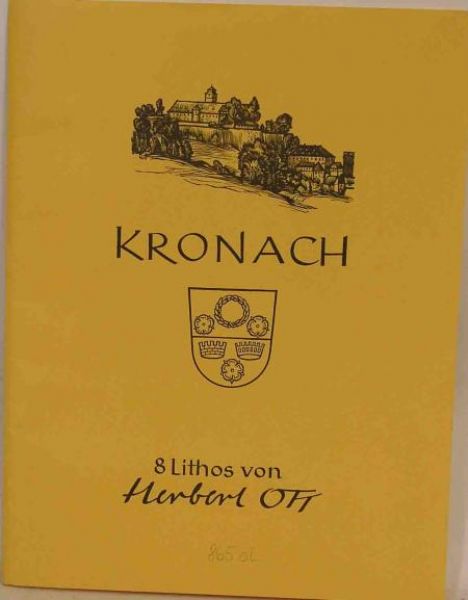 KRONACH
8 Lithos von
Herbert Ott